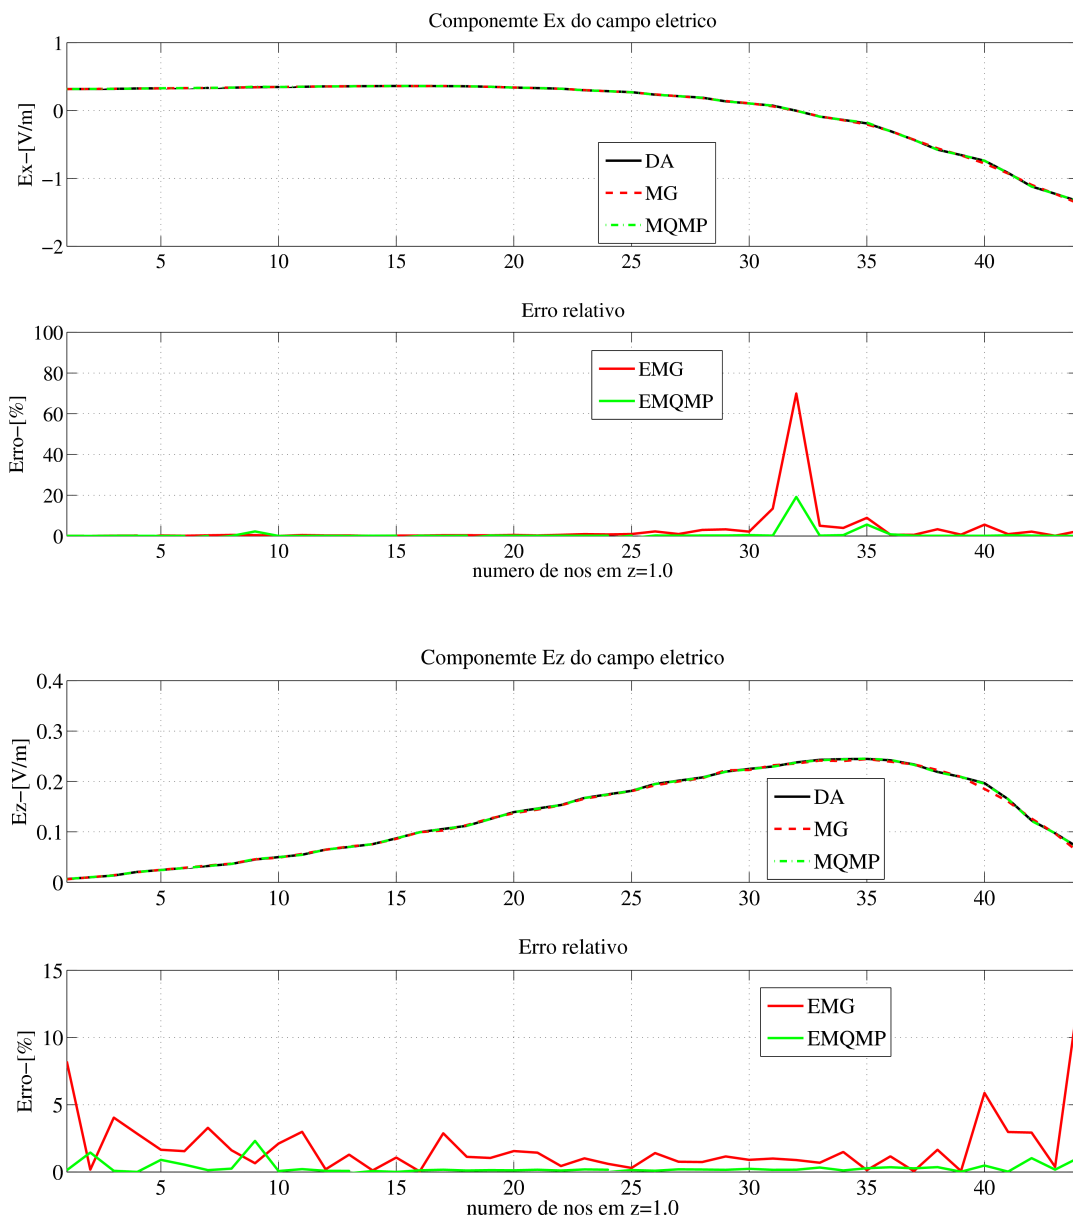 Componemte Ex do campo eletrico
1
0
−1
−2
Ex−[V/m]
DA
MG
MQMP
5 10 15 20 25 30 35 40
Erro relativo
100
80
60
40
20
0
Erro−[%]
EMG
EMQMP
5 10 15 20 25 30 35 40
numero de nos em z=1.0
Componemte Ez do campo eletrico
0.4
0.3
0.2
0.1
0
Ez−[V/m]
DA
MG
MQMP
5 10 15 20 25 30 35 40
Erro relativo
15
10
5
0
Erro−[%]
EMG
EMQMP
5 10 15 20 25 30 35 40
numero de nos em z=1.0